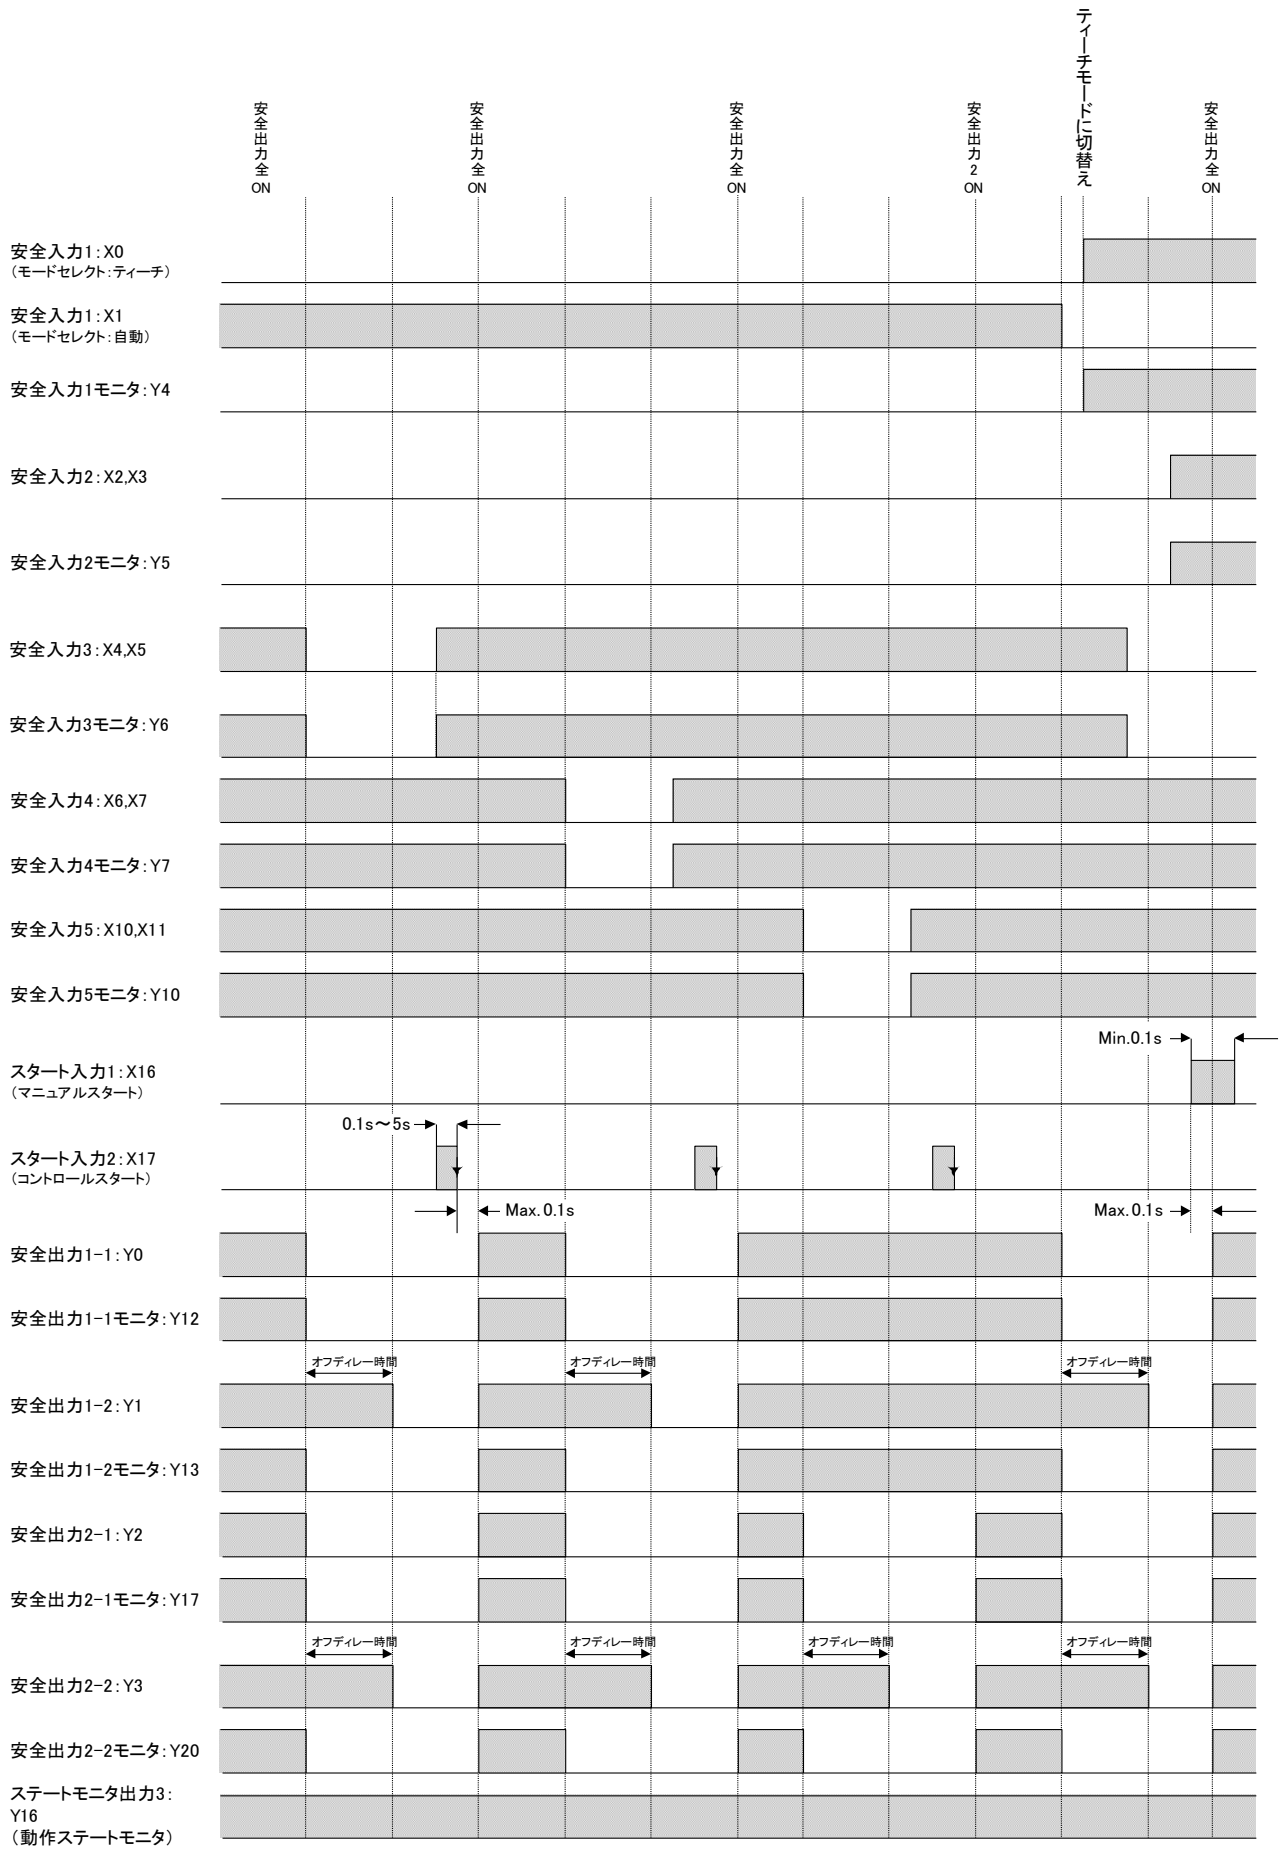 ティーチモードに切替え
安全出力全ON
安全出力全ON
安全出力全ON
安全出力2ON
安全出力全ON
安全入力1:X0
(モードセレクト:ティーチ)
安全入力1:X1
(モードセレクト:自動)
安全入力1モニタ:Y4
安全入力2:X2,X3
安全入力2モニタ:Y5
安全入力3:X4,X5
安全入力3モニタ:Y6
安全入力4:X6,X7
安全入力4モニタ:Y7
安全入力5:X10,X11
安全入力5モニタ:Y10
Min.0.1s
スタート入力1:X16
(マニュアルスタート)
0.1s~5s
スタート入力2:X17
(コントロールスタート)
Max.0.1s
Max.0.1s
安全出力1-1:Y0
安全出力1-1モニタ:Y12
オフディレー時間
オフディレー時間
オフディレー時間
安全出力1-2:Y1
安全出力1-2モニタ:Y13
安全出力2-1:Y2
安全出力2-1モニタ:Y17
オフディレー時間
オフディレー時間
オフディレー時間
オフディレー時間
安全出力2-2:Y3
安全出力2-2モニタ:Y20
ステートモニタ出力3:
Y16
(動作ステートモニタ)